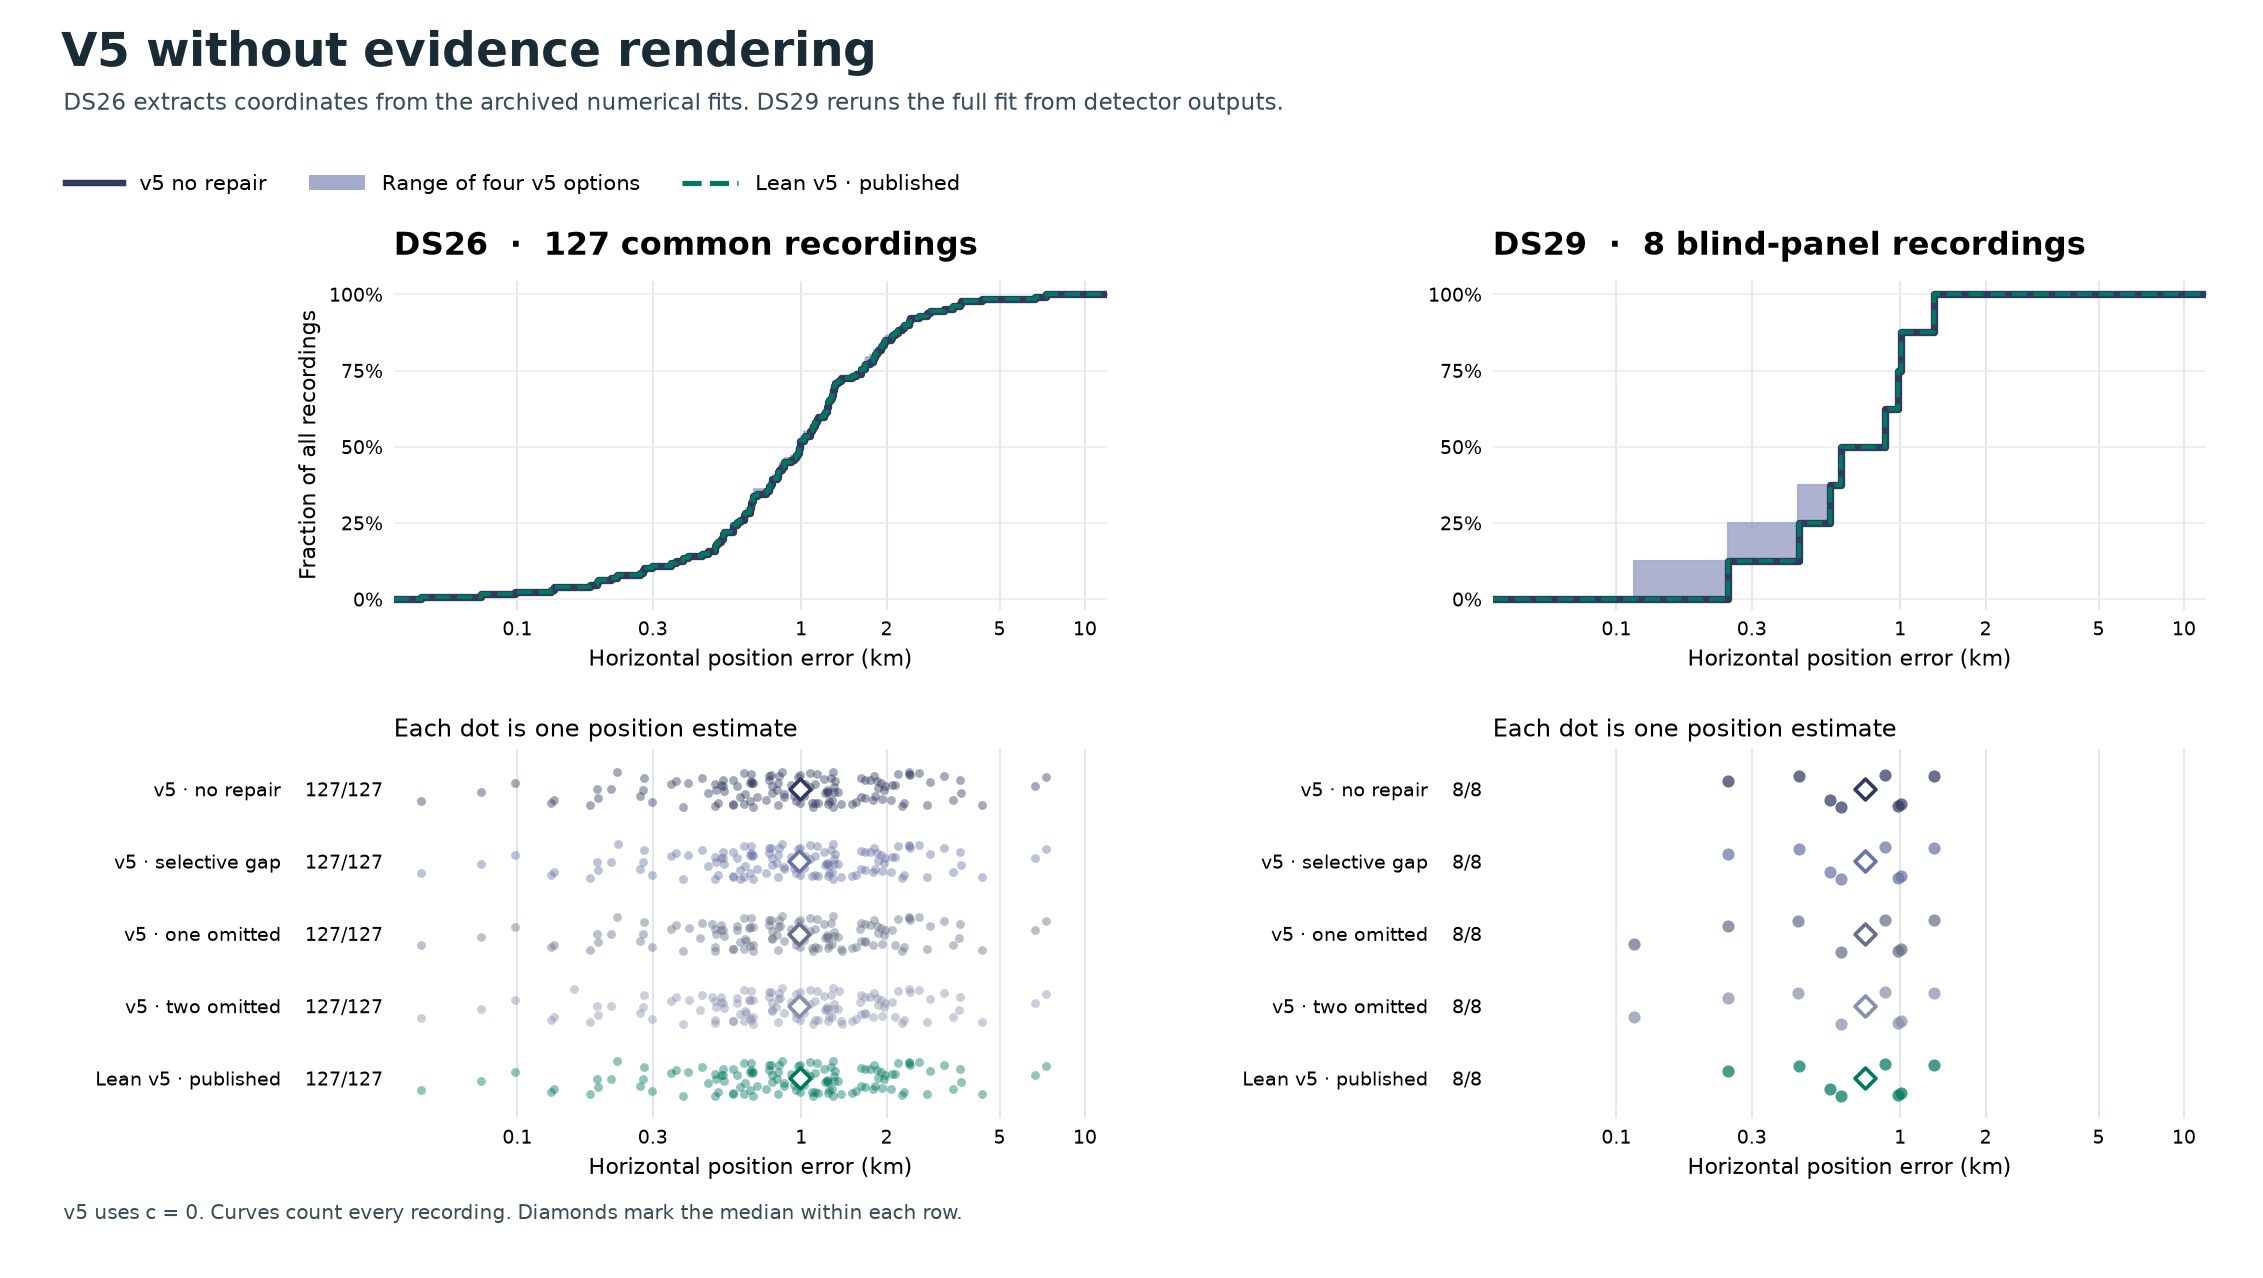 V5 without evidence rendering
DS26 extracts coordinates from the archived numerical fits. DS29 reruns the full fit from detector outputs.
v5 no repair
Range of four v5 options
Lean v5 · published
DS26 · 127 common recordings
100%
75%
50%
25%
0%
Fraction of all recordings
0.1 0.3 1 2 5 10
Horizontal position error (km)
DS29 · 8 blind-panel recordings
100%
75%
50%
25%
0%
0.1 0.3 1 2 5 10
Horizontal position error (km)
Each dot is one position estimate
v5 · no repair 127/127
v5 · selective gap 127/127
v5 · one omitted 127/127
v5 · two omitted 127/127
Lean v5 · published 127/127
0.1 0.3 1 2 5 10
Horizontal position error (km)
Each dot is one position estimate
v5 · no repair 8/8
v5 · selective gap 8/8
v5 · one omitted 8/8
v5 · two omitted 8/8
Lean v5 · published 8/8
0.1 0.3 1 2 5 10
Horizontal position error (km)
v5 uses c = 0. Curves count every recording. Diamonds mark the median within each row.